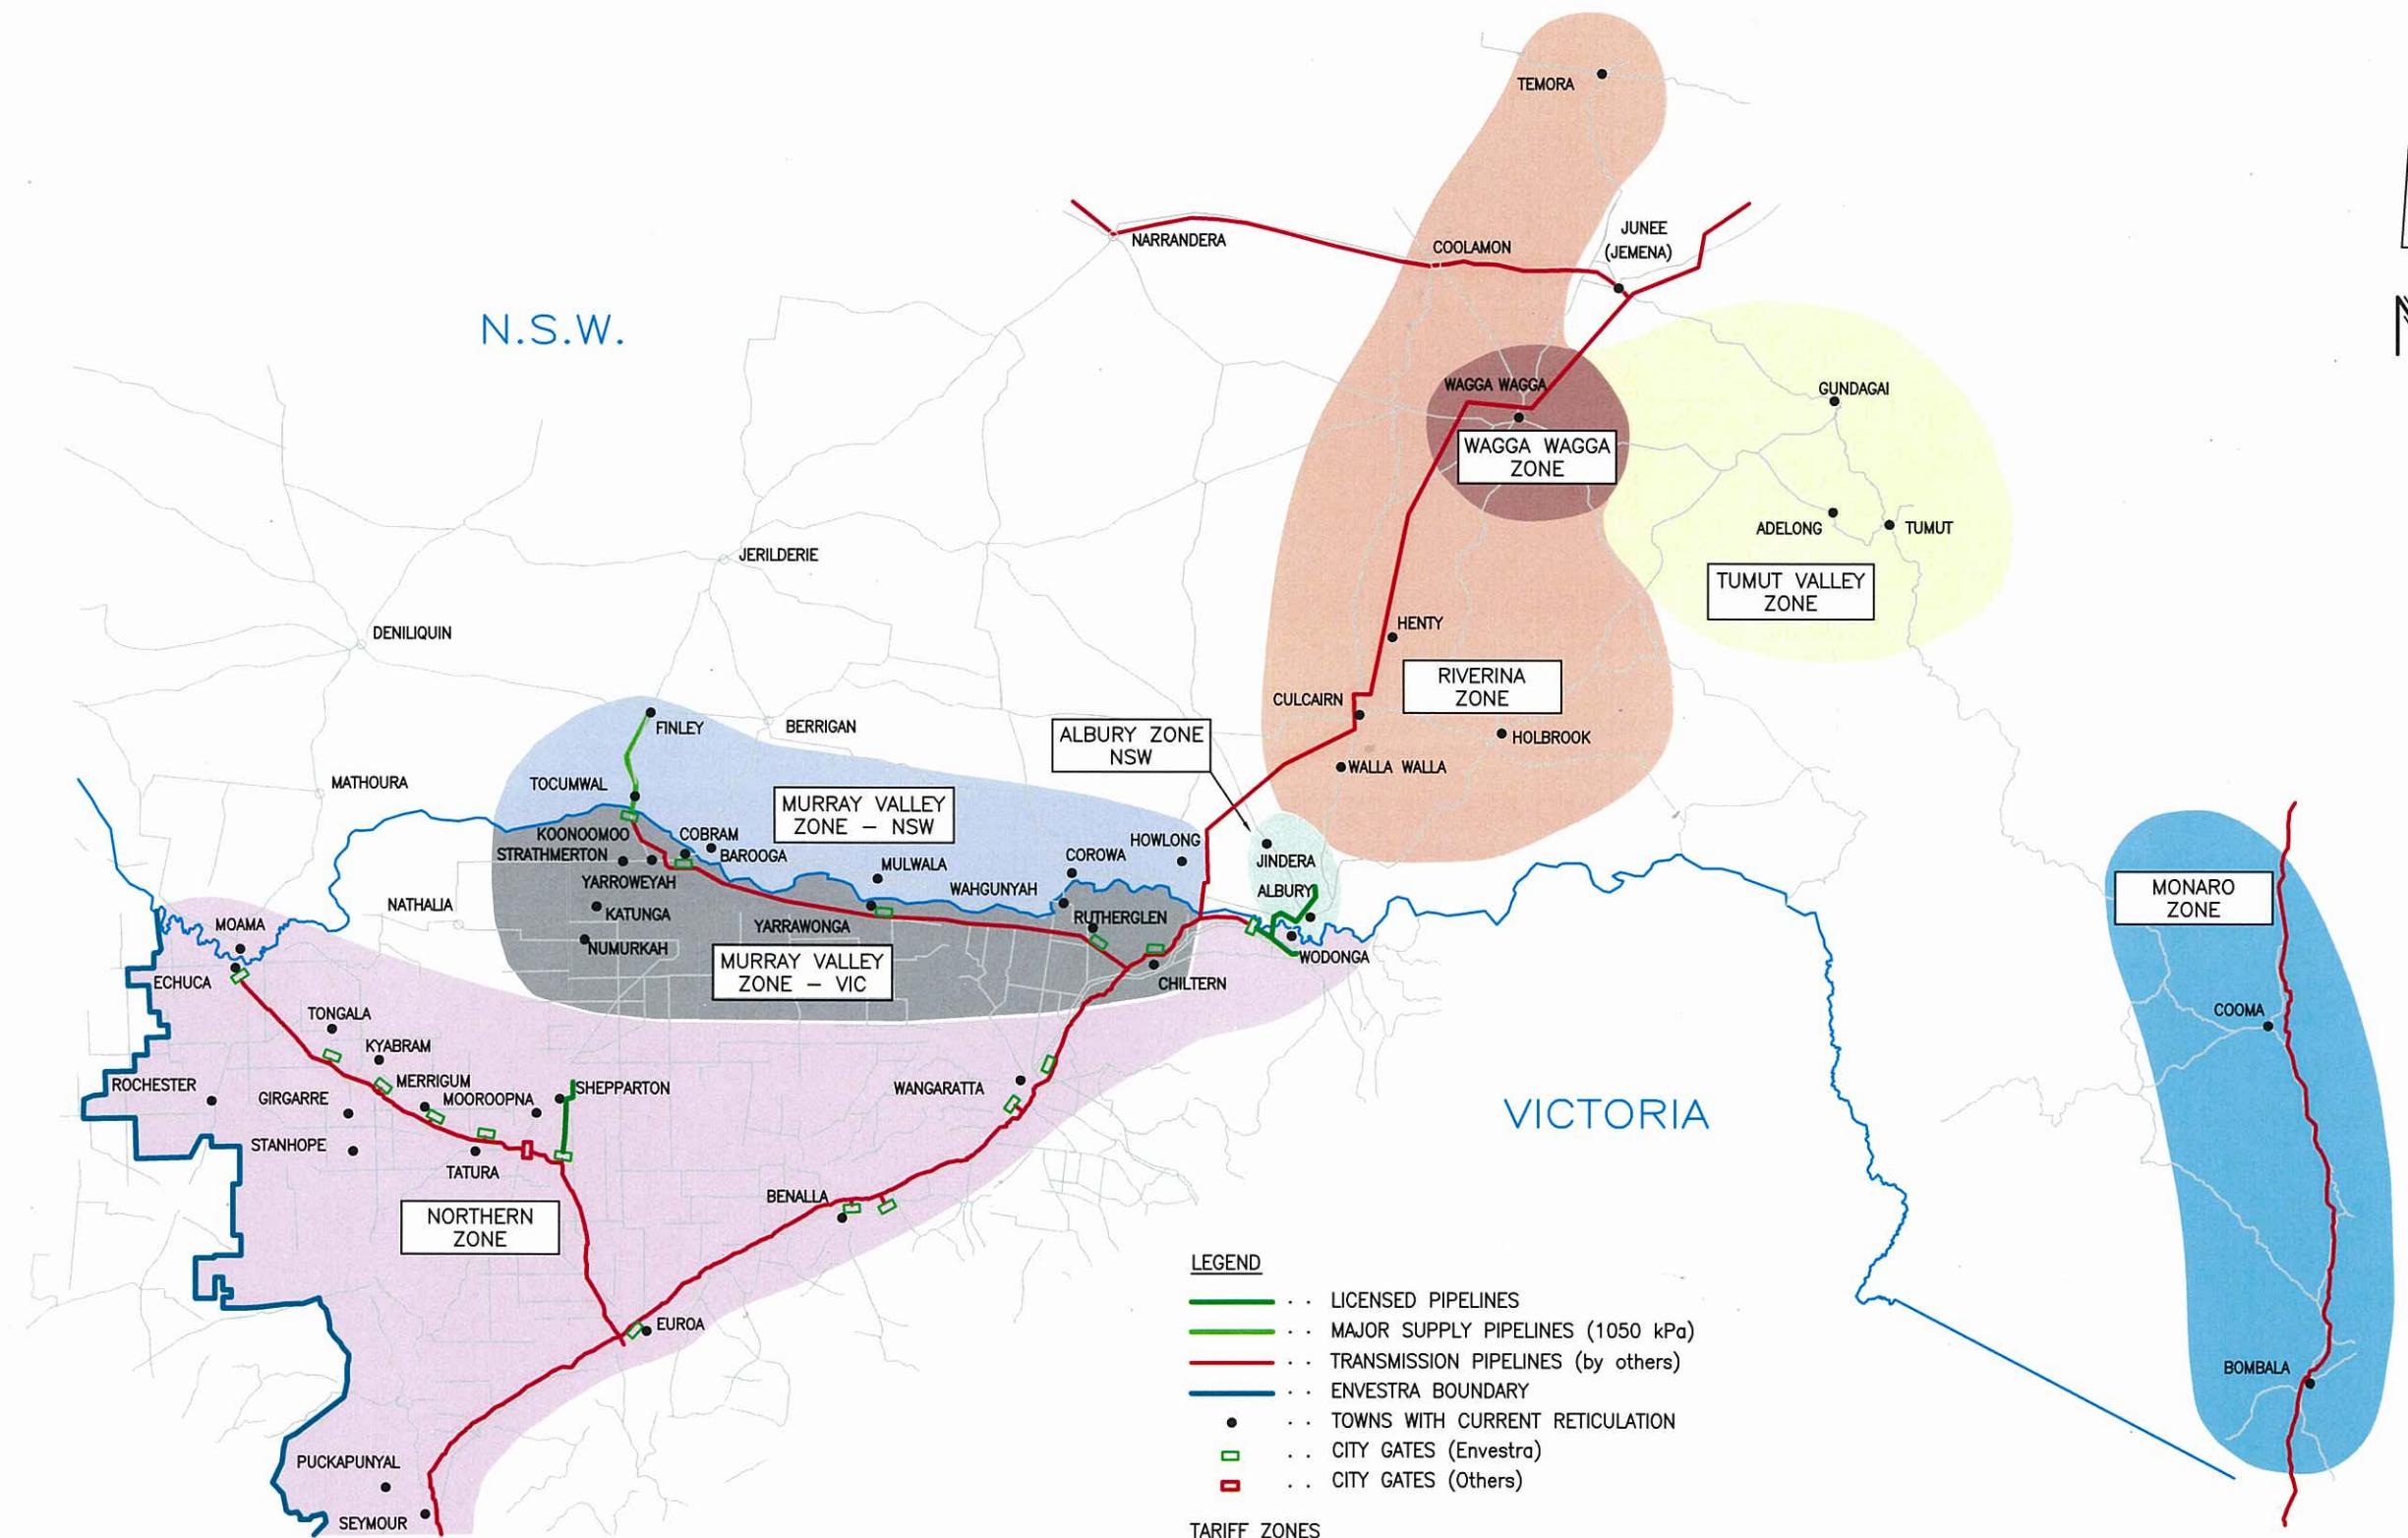 TEMORA
NARRANDERA
COOLAMON
JUNEE
(JEMENA)
N.S.W.
WAGGA WAGGA
WAGGA WAGGA
ZONE
GUNDAGAI
ADELONG
TUMUT
TUMUT VALLEY
ZONE
JERILDERIE
DENILIQUIN
HENTY
RIVERINA
ZONE
CULCAIRN
HOLBROOK
WALLA WALLA
ALBURY ZONE
NSW
FINLEY
BERRIGAN
MATHOURA
TOCUMWAL
MURRAY VALLEY
ZONE - NSW
KOONOOMOO
COBRAM
STRATHMERTON
BAROOGA
YARROWEYAH
MULWALA
COROWA
HOWLONG
JINDERA
ALBURY
WAHGUNYAH
NATHALIA
KATUNGA
YARRAWONGA
RUTHERGLEN
NUMURKAH
MURRAY VALLEY
ZONE - VIC
CHILTERN
WODONGA
MONARO
ZONE
MOAMA
ECHUCA
TONGALA
KYABRAM
ROCHESTER
GIRGARRE
MERRIGUM
MOOROOPNA
SHEPPARTON
WANGARATTA
STANHOPE
TATURA
COOMA
VICTORIA
NORTHERN
ZONE
BENALLA
EUROA
BOMBALA
PUCKAPUNYAL
SEYMOUR
LEGEND
. . LICENSED PIPELINES
. . MAJOR SUPPLY PIPELINES (1050 kPa)
. . TRANSMISSION PIPELINES (by others)
. . ENVESTRA BOUNDARY
. . TOWNS WITH CURRENT RETICULATION
. . CITY GATES (Envestra)
. . CITY GATES (Others)
TARIFF ZONES